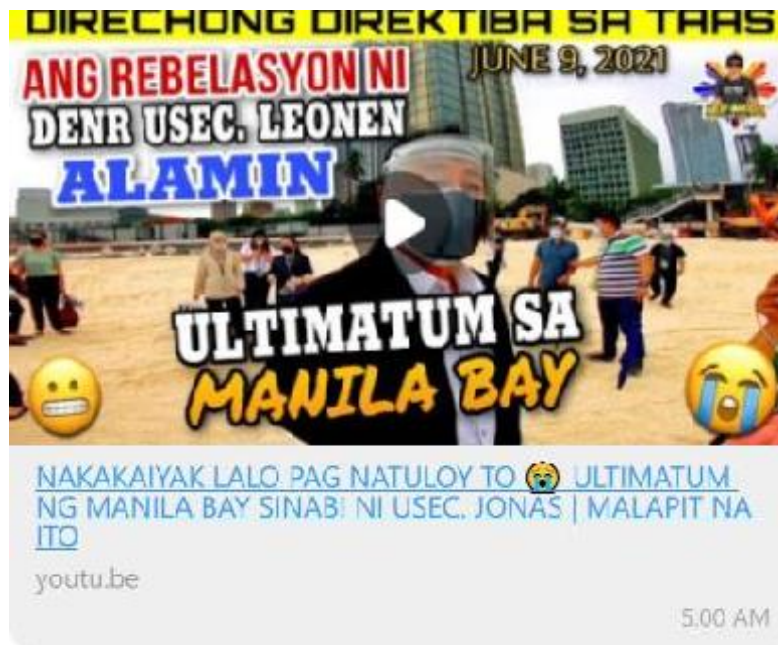 DIRECHONG DIREKTIBA SA TAAS
JUNE 9, 2021
ANG REBELASYON NI
DENR USEC. LEONEN
ALAMIN
ULTIMATUM SA
MANILA BAY
NAKAKAIYAK LALO PAG NATULOY TO 😭 ULTIMATUM
NG MANILA BAY SINABI NI USEC. JONAS | MALAPIT NA
ITO
youtu.be
5:00 AM